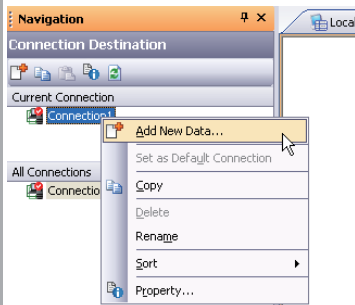 Navigation
Local
Connection Destination
Current Connection
Connection1
Add New Data...
Set as Default Connection
All Connections
Connectio
Copy
Delete
Rename
Sort
Property...